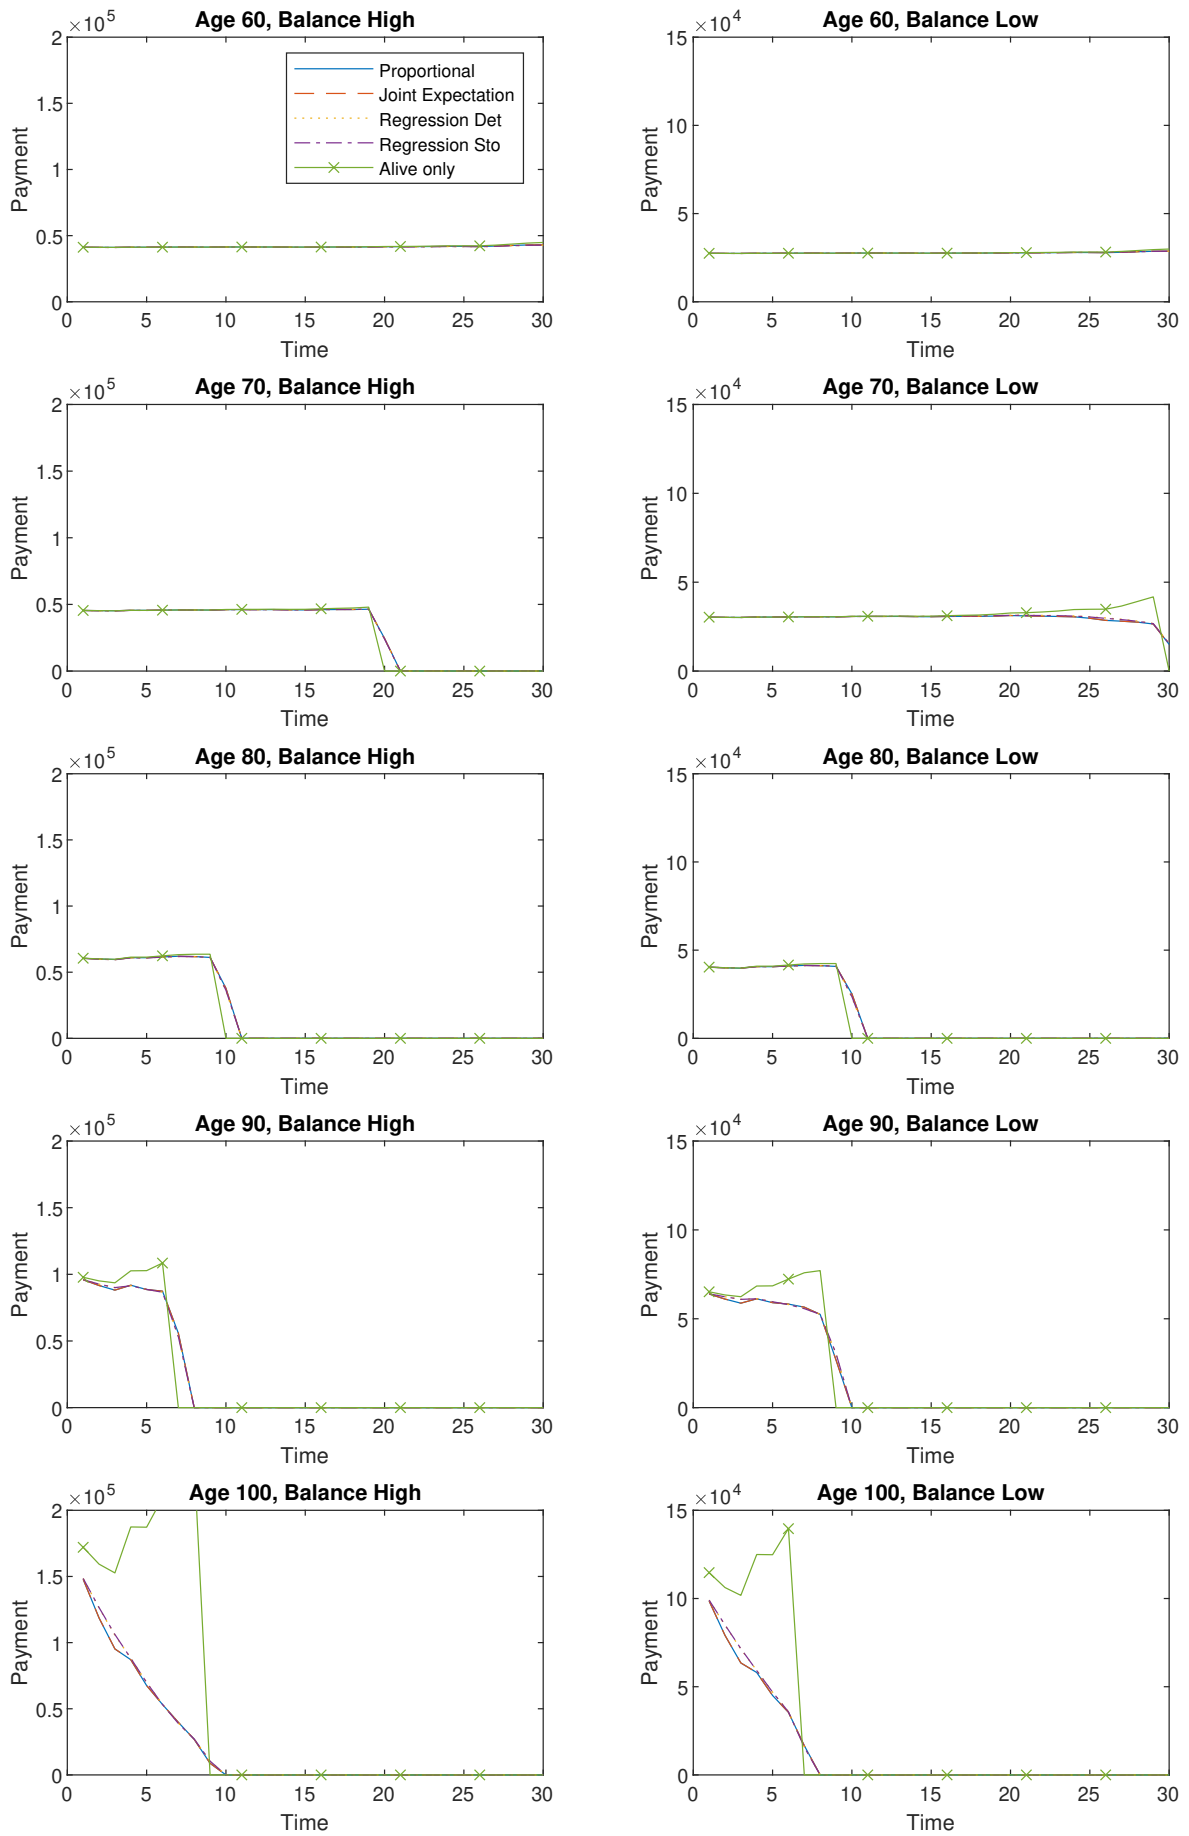 Age 60, Balance High
×10^5
2
1.5
1
0.5
0
Payment
0 5 10 15 20 25 30
Time
Proportional
Joint Expectation
Regression Det
Regression Sto
Alive only
Age 60, Balance Low
×10^4
15
10
5
0
Payment
0 5 10 15 20 25 30
Time
Age 70, Balance High
×10^5
2
1.5
1
0.5
0
Payment
0 5 10 15 20 25 30
Time
Age 70, Balance Low
×10^4
15
10
5
0
Payment
0 5 10 15 20 25 30
Time
Age 80, Balance High
×10^5
2
1.5
1
0.5
0
Payment
0 5 10 15 20 25 30
Time
Age 80, Balance Low
×10^4
15
10
5
0
Payment
0 5 10 15 20 25 30
Time
Age 90, Balance High
×10^5
2
1.5
1
0.5
0
Payment
0 5 10 15 20 25 30
Time
Age 90, Balance Low
×10^4
15
10
5
0
Payment
0 5 10 15 20 25 30
Time
Age 100, Balance High
×10^5
2
1.5
1
0.5
0
Payment
0 5 10 15 20 25 30
Time
Age 100, Balance Low
×10^4
15
10
5
0
Payment
0 5 10 15 20 25 30
Time